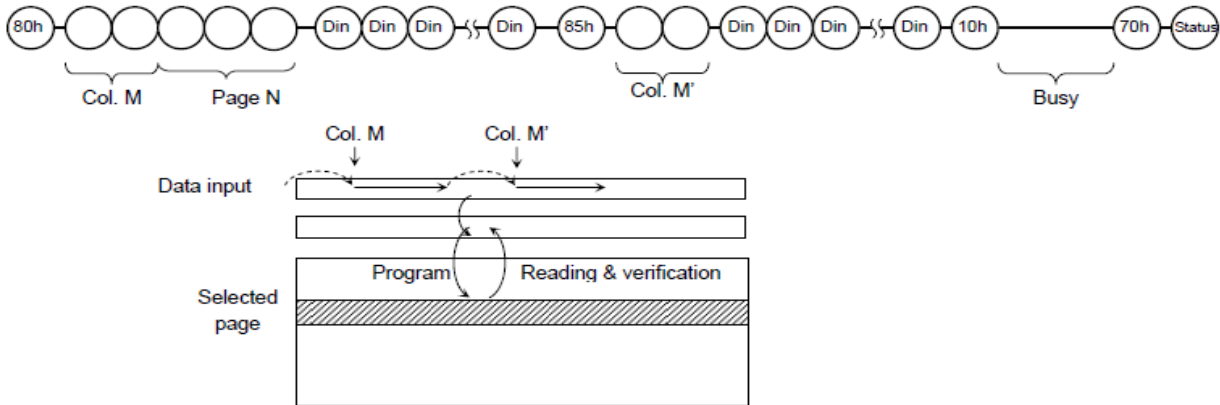 80h Din Din Din Din 85h Din Din Din Din 10h 70h Status
Col. M Page N Col. M’ Busy
Col. M Col. M’
Data input
Program Reading & verification
Selected
page